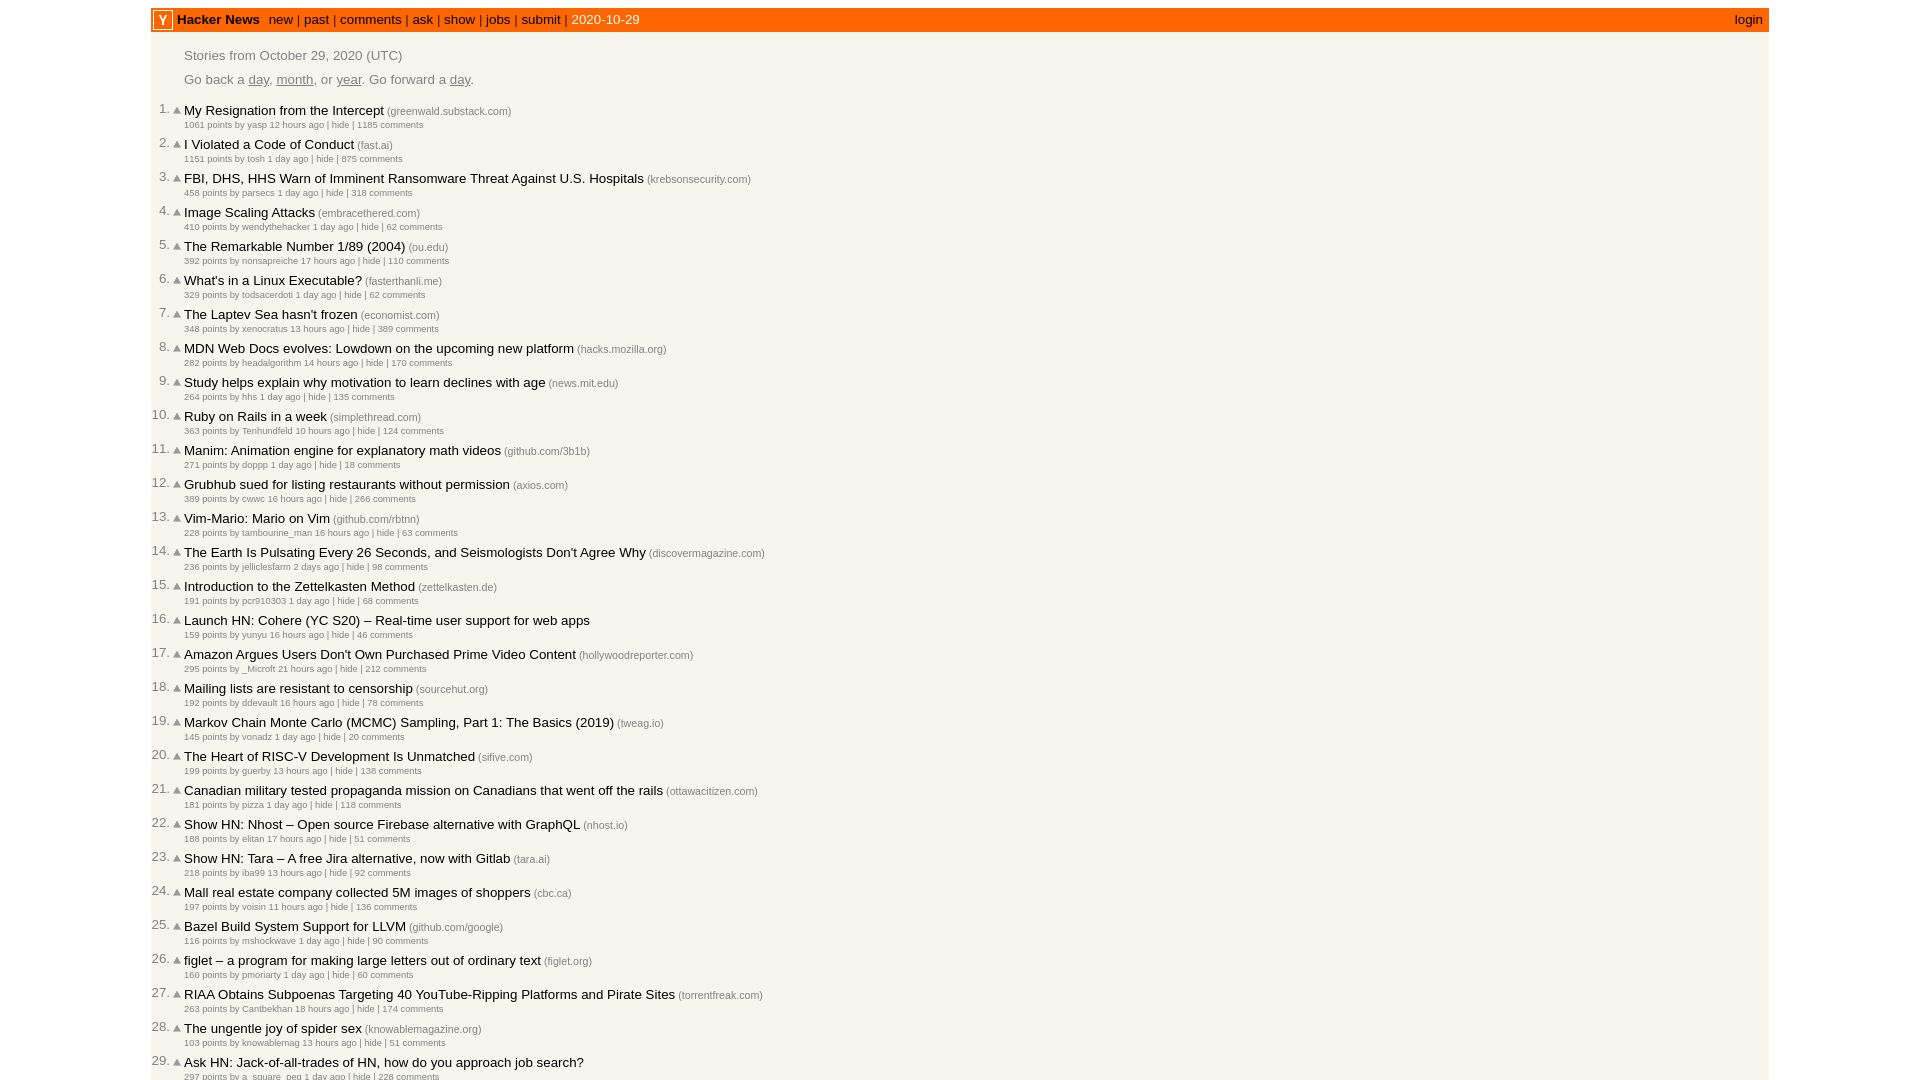 Y Hacker News new | past | comments | ask | show | jobs | submit | 2020-10-29 login
Stories from October 29, 2020 (UTC)
Go back a day, month, or year. Go forward a day.
1. My Resignation from the Intercept (greenwald.substack.com)
1061 points by yasp 12 hours ago | hide | 1185 comments
2. I Violated a Code of Conduct (fast.ai)
1151 points by tosh 1 day ago | hide | 875 comments
3. FBI, DHS, HHS Warn of Imminent Ransomware Threat Against U.S. Hospitals (krebsonsecurity.com)
458 points by parsecs 1 day ago | hide | 318 comments
4. Image Scaling Attacks (embracethered.com)
410 points by wendythehacker 1 day ago | hide | 62 comments
5. The Remarkable Number 1/89 (2004) (ou.edu)
392 points by nonsapreiche 17 hours ago | hide | 110 comments
6. What's in a Linux Executable? (fasterthanli.me)
329 points by todsacerdoti 1 day ago | hide | 62 comments
7. The Laptev Sea hasn't frozen (economist.com)
348 points by xenocratus 13 hours ago | hide | 389 comments
8. MDN Web Docs evolves: Lowdown on the upcoming new platform (hacks.mozilla.org)
282 points by headalgorithm 14 hours ago | hide | 170 comments
9. Study helps explain why motivation to learn declines with age (news.mit.edu)
264 points by hhs 1 day ago | hide | 135 comments
10. Ruby on Rails in a week (simplethread.com)
363 points by Tenhundfeld 10 hours ago | hide | 124 comments
11. Manim: Animation engine for explanatory math videos (github.com/3b1b)
271 points by doppp 1 day ago | hide | 18 comments
12. Grubhub sued for listing restaurants without permission (axios.com)
389 points by cwwc 16 hours ago | hide | 266 comments
13. Vim-Mario: Mario on Vim (github.com/rbtnn)
228 points by tambourine_man 16 hours ago | hide | 63 comments
14. The Earth Is Pulsating Every 26 Seconds, and Seismologists Don't Agree Why (discovermagazine.com)
236 points by jelliclesfarm 2 days ago | hide | 98 comments
15. Introduction to the Zettelkasten Method (zettelkasten.de)
191 points by pcr910303 1 day ago | hide | 68 comments
16. Launch HN: Cohere (YC S20) – Real-time user support for web apps
159 points by yunyu 16 hours ago | hide | 46 comments
17. Amazon Argues Users Don't Own Purchased Prime Video Content (hollywoodreporter.com)
295 points by _Microft 21 hours ago | hide | 212 comments
18. Mailing lists are resistant to censorship (sourcehut.org)
192 points by ddevault 16 hours ago | hide | 78 comments
19. Markov Chain Monte Carlo (MCMC) Sampling, Part 1: The Basics (2019) (tweag.io)
145 points by vonadz 1 day ago | hide | 20 comments
20. The Heart of RISC-V Development Is Unmatched (sifive.com)
199 points by guerby 13 hours ago | hide | 138 comments
21. Canadian military tested propaganda mission on Canadians that went off the rails (ottawacitizen.com)
181 points by pizza 1 day ago | hide | 118 comments
22. Show HN: Nhost – Open source Firebase alternative with GraphQL (nhost.io)
188 points by elitan 17 hours ago | hide | 51 comments
23. Show HN: Tara – A free Jira alternative, now with Gitlab (tara.ai)
218 points by iba99 13 hours ago | hide | 92 comments
24. Mall real estate company collected 5M images of shoppers (cbc.ca)
197 points by voisin 11 hours ago | hide | 136 comments
25. Bazel Build System Support for LLVM (github.com/google)
116 points by mshockwave 1 day ago | hide | 90 comments
26. figlet – a program for making large letters out of ordinary text (figlet.org)
160 points by pmoriarty 1 day ago | hide | 60 comments
27. RIAA Obtains Subpoenas Targeting 40 YouTube-Ripping Platforms and Pirate Sites (torrentfreak.com)
263 points by Cantbekhan 18 hours ago | hide | 174 comments
28. The ungentle joy of spider sex (knowablemagazine.org)
103 points by knowablemag 13 hours ago | hide | 51 comments
29. Ask HN: Jack-of-all-trades of HN, how do you approach job search?
297 points by a_square_peg 1 day ago | hide | 228 comments